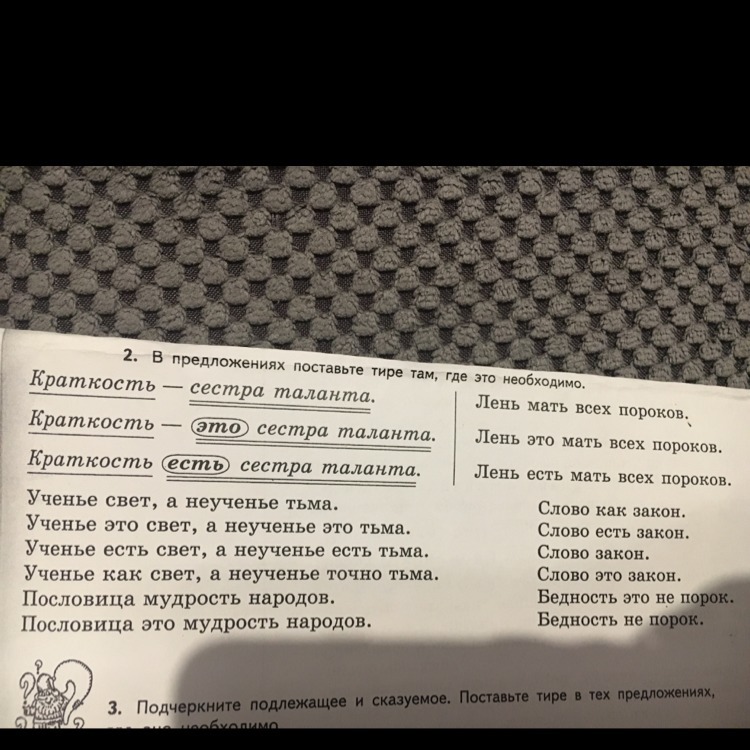 2. В предложениях поставьте тире там, где это необходимо.
Краткость — сестра таланта.
Краткость — это сестра таланта.
Краткость есть сестра таланта.
Лень мать всех пороков.
Лень это мать всех пороков.
Лень есть мать всех пороков.
Ученье свет, а неученье тьма.
Ученье это свет, а неученье это тьма.
Ученье есть свет, а неученье есть тьма.
Ученье как свет, а неученье точно тьма.
Пословица мудрость народов.
Пословица это мудрость народов.
Слово как закон.
Слово есть закон.
Слово закон.
Слово это закон.
Бедность это не порок.
Бедность не порок.
3. Подчеркните подлежащее и сказуемое. Поставьте тире в тех предложениях,
где оно необходимо